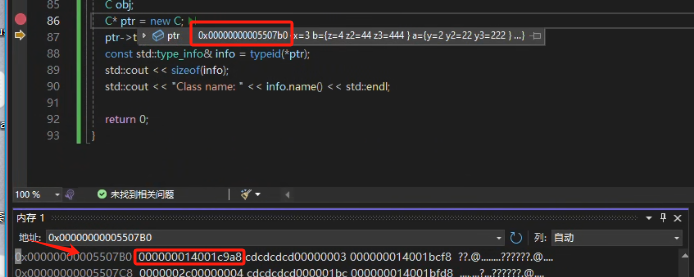 85 C obj;
86 C* ptr = new C;
87 ptr->t
ptr 0x00000000005507b0 x=3 b={z=4 z2=44 z3=444 } a={y=2 y2=22 y3=222 } ...}
88 const std::type_info& info = typeid(*ptr);
89 std::cout << sizeof(info);
90 std::cout << "Class name: " << info.name() << std::endl;
91
92 return 0;
93 }
100 % 未找到相关问题
内存 1
地址: 0x00000000005507B0 列: 自动
0x00000000005507B0 000000014001c9a8 cdcdcdcd00000003 000000014001bcf8 ??.@.......??????.@....
0x00000000005507C8 0000002c00000004 cdcdcdcd000001bc 000000014001bfd8